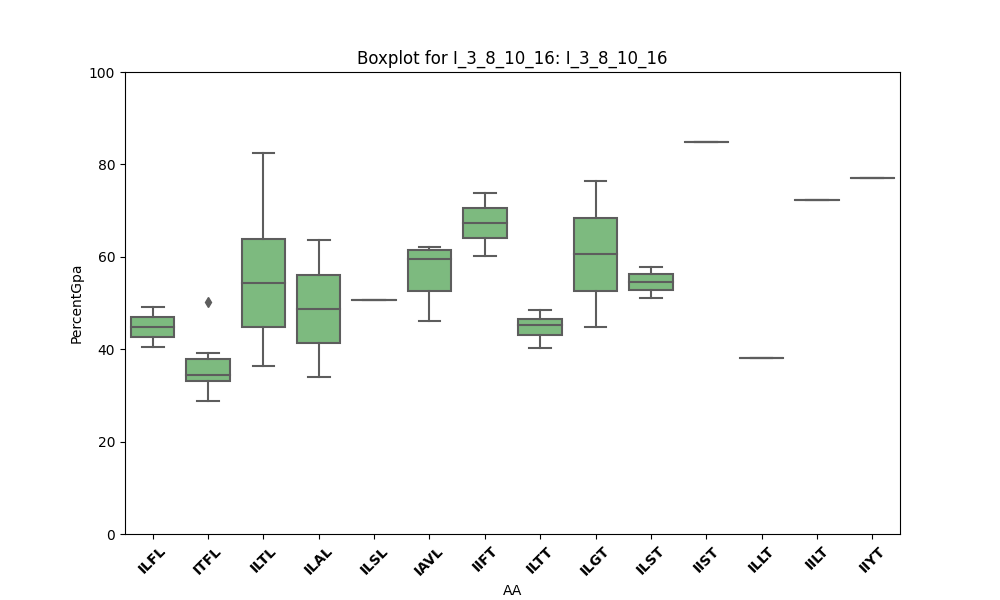 Boxplot for I_3_8_10_16: I_3_8_10_16
100
80
60
40
20
0
PercentGpa
ILFL ITFL ILTL ILAL ILSL IAVL IIFT ILTT ILGT ILST IIST ILLT IILT IIYT
AA